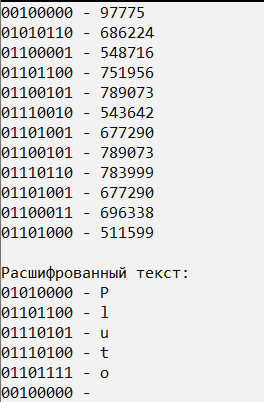 00100000 - 97775
01010110 - 686224
01100001 - 548716
01101100 - 751956
01100101 - 789073
01110010 - 543642
01101001 - 677290
01100101 - 789073
01110110 - 783999
01101001 - 677290
01100011 - 696338
01101000 - 511599
Расшифрованный текст:
01010000 - P
01101100 - l
01110101 - u
01110100 - t
01101111 - o
00100000 -